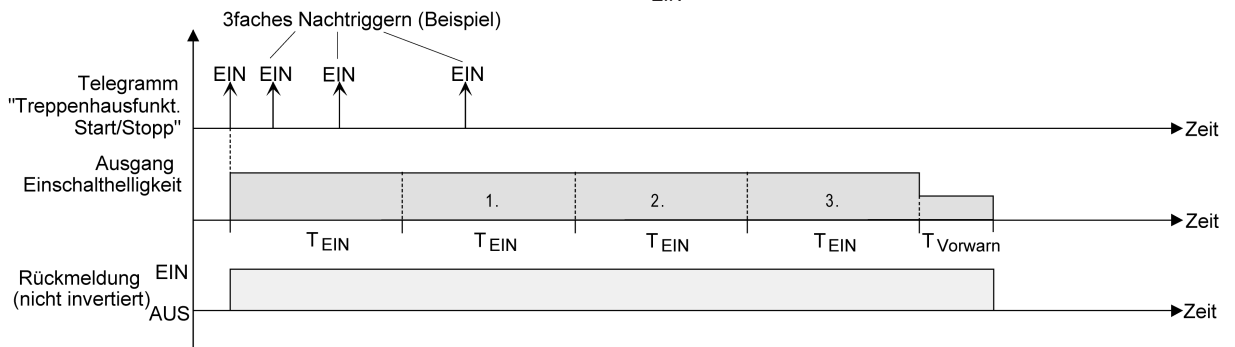 EIN
3faches Nachtriggern (Beispiel)
EIN EIN EIN EIN
Telegramm
"Treppenhausfunkt.
Start/Stopp"
Zeit
Ausgang
Einschalthelligkeit
1. 2. 3.
Zeit
T EIN T EIN T EIN T EIN T Vorwarn
Rückmeldung
(nicht invertiert)
EIN
AUS
Zeit